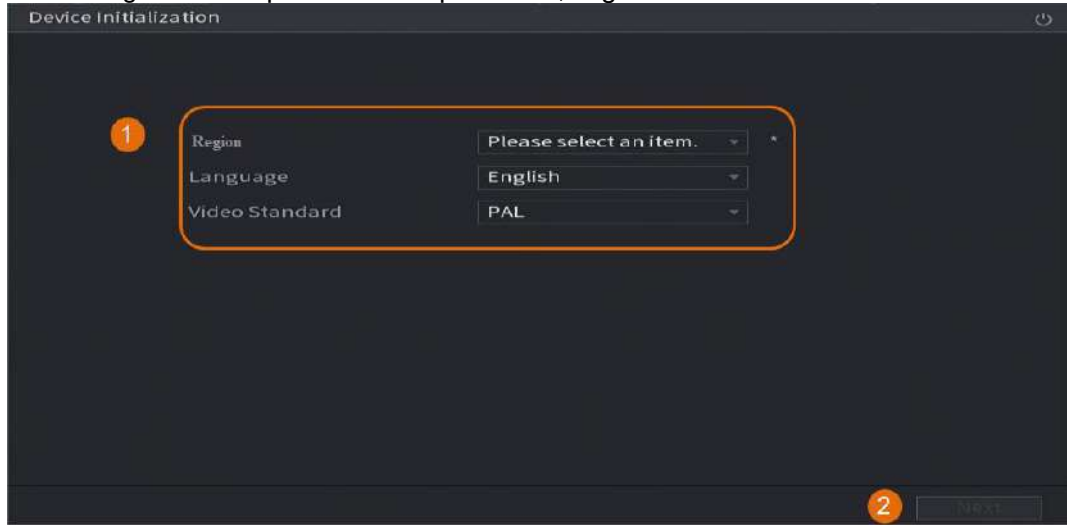 Device Initialization
1
Region Please select an item. *
Language English
Video Standard PAL
2 Next